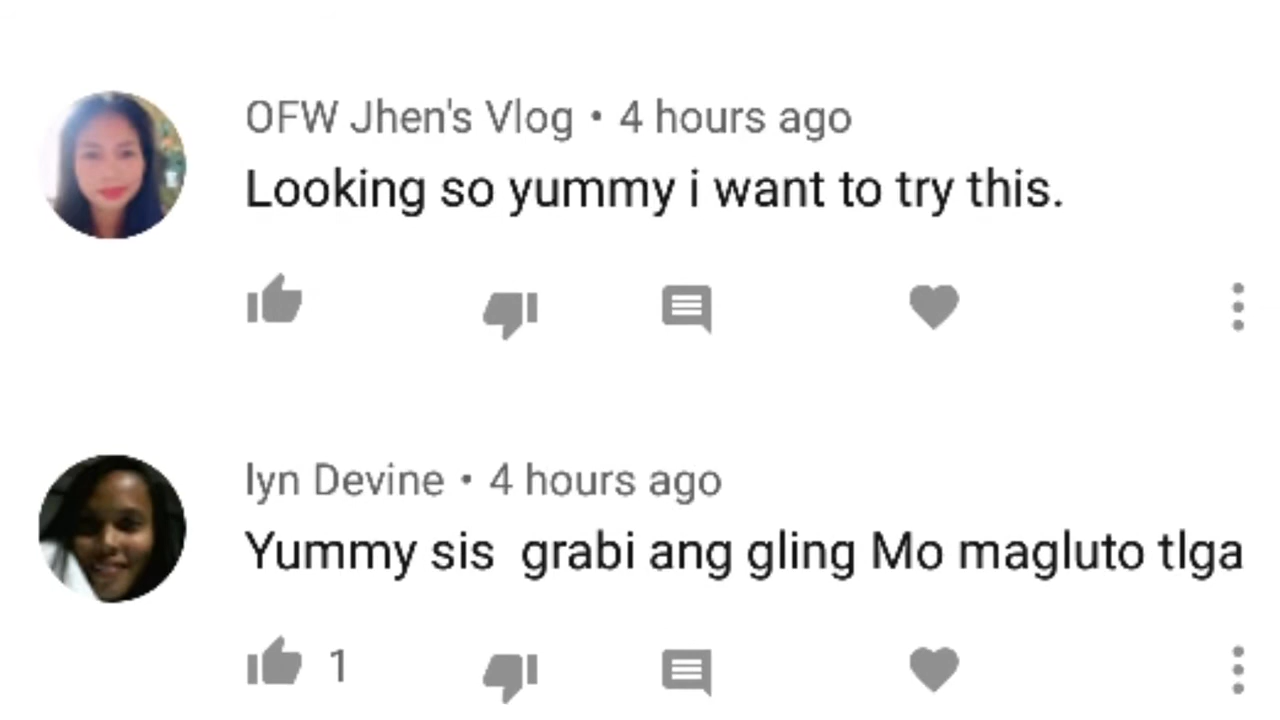 OFW Jhen's Vlog • 4 hours ago
Looking so yummy i want to try this.
lyn Devine • 4 hours ago
Yummy sis  grabi ang gling Mo magluto tlga
1